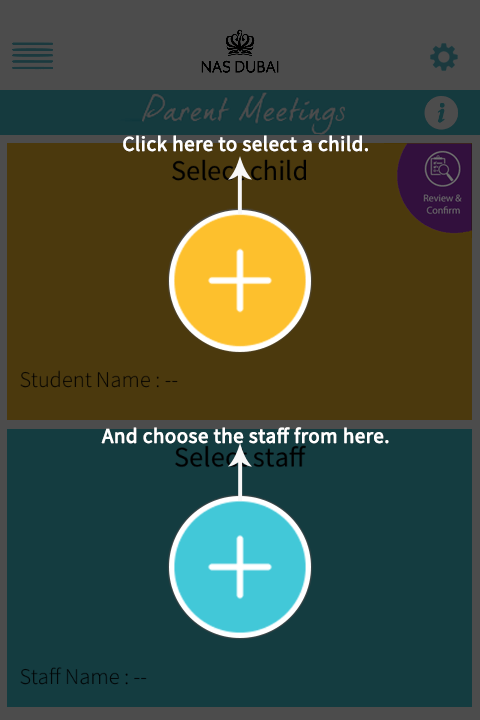 NAS DUBAI
Parent Meetings
i
Click here to select a child.
Select child
Review &
Confirm
Student Name : --
And choose the staff from here.
Select staff
Staff Name : --